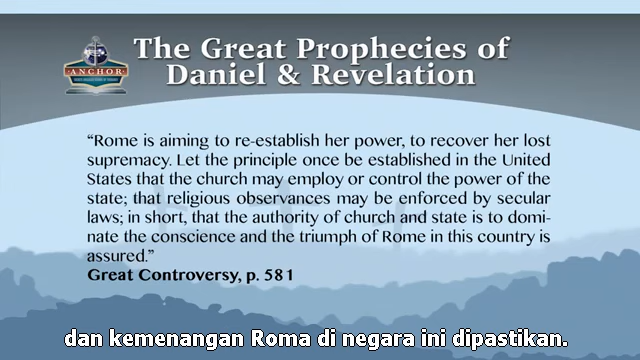 The Great Prophecies of
Daniel & Revelation
ANCHOR
“Rome is aiming to re-establish her power, to recover her lost
supremacy. Let the principle once be established in the United
States that the church may employ or control the power of the
state; that religious observances may be enforced by secular
laws; in short, that the authority of church and state is to domi-
nate the conscience and the triumph of Rome in this country is
assured.”
Great Controversy, p. 581
dan kemenangan Roma di negara ini dipastikan.